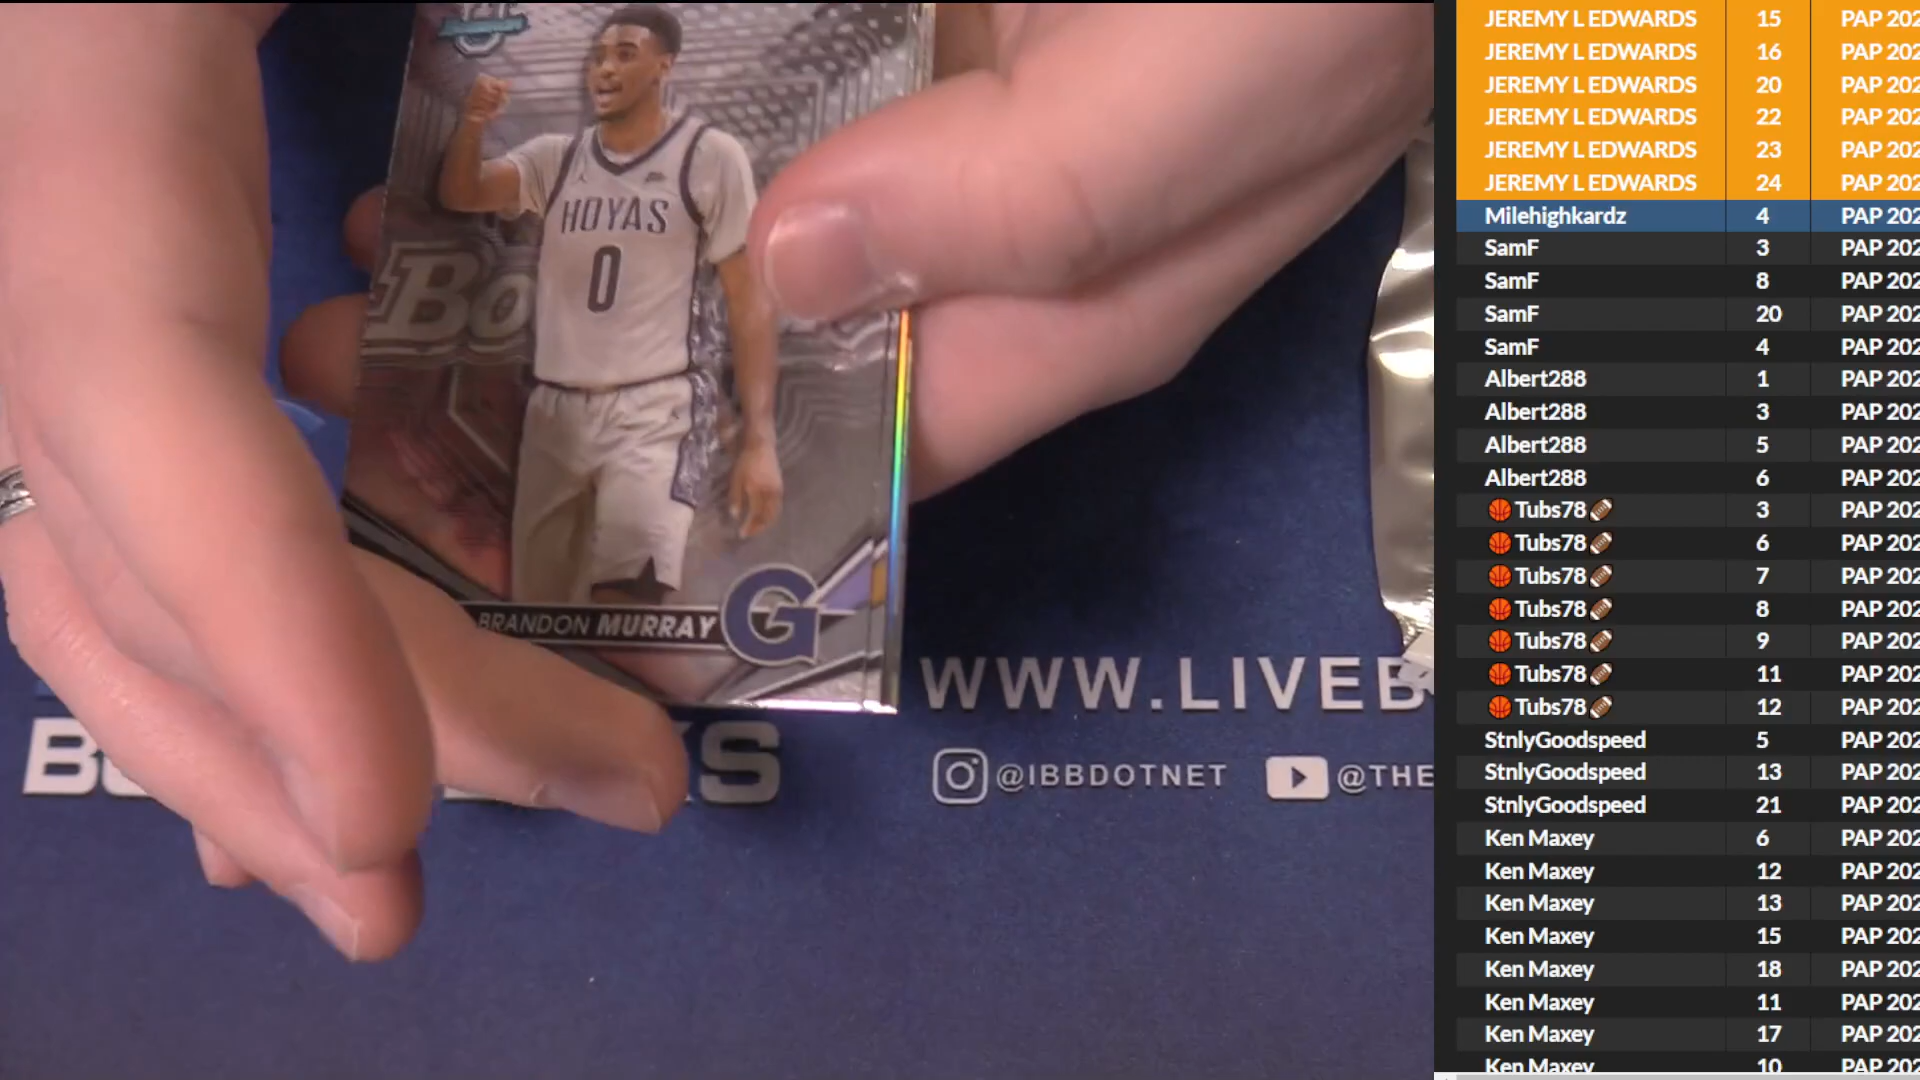 HOYAS
0
Bo
BRANDON MURRAY
G
WWW.LIVEB
@IBBDOTNET
@THE
JEREMY L EDWARDS 15 PAP 202
JEREMY L EDWARDS 16 PAP 202
JEREMY L EDWARDS 20 PAP 202
JEREMY L EDWARDS 22 PAP 202
JEREMY L EDWARDS 23 PAP 202
JEREMY L EDWARDS 24 PAP 202
Milehighkardz 4 PAP 202
SamF 3 PAP 202
SamF 8 PAP 202
SamF 20 PAP 202
SamF 4 PAP 202
Albert288 1 PAP 202
Albert288 3 PAP 202
Albert288 5 PAP 202
Albert288 6 PAP 202
🏀Tubs78🏈 3 PAP 202
🏀Tubs78🏈 6 PAP 202
🏀Tubs78🏈 7 PAP 202
🏀Tubs78🏈 8 PAP 202
🏀Tubs78🏈 9 PAP 202
🏀Tubs78🏈 11 PAP 202
🏀Tubs78🏈 12 PAP 202
StnlyGoodspeed 5 PAP 202
StnlyGoodspeed 13 PAP 202
StnlyGoodspeed 21 PAP 202
Ken Maxey 6 PAP 202
Ken Maxey 12 PAP 202
Ken Maxey 13 PAP 202
Ken Maxey 15 PAP 202
Ken Maxey 18 PAP 202
Ken Maxey 11 PAP 202
Ken Maxey 17 PAP 202
Ken Maxey 10 PAP 202